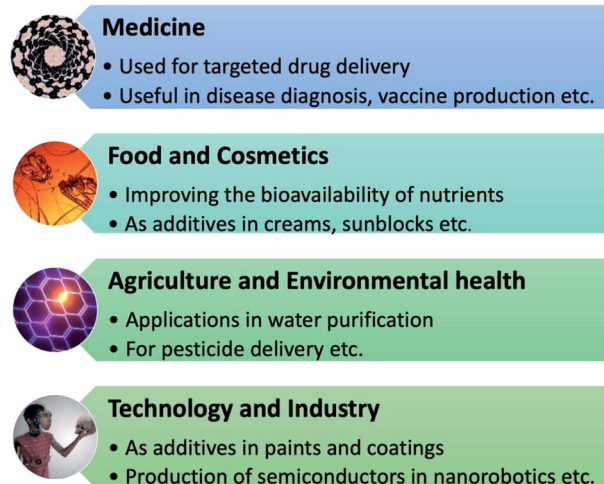 Medicine
• Used for targeted drug delivery
• Useful in disease diagnosis, vaccine production etc.
Food and Cosmetics
• Improving the bioavailability of nutrients
• As additives in creams, sunblocks etc.
Agriculture and Environmental health
• Applications in water purification
• For pesticide delivery etc.
Technology and Industry
• As additives in paints and coatings
• Production of semiconductors in nanorobotics etc.